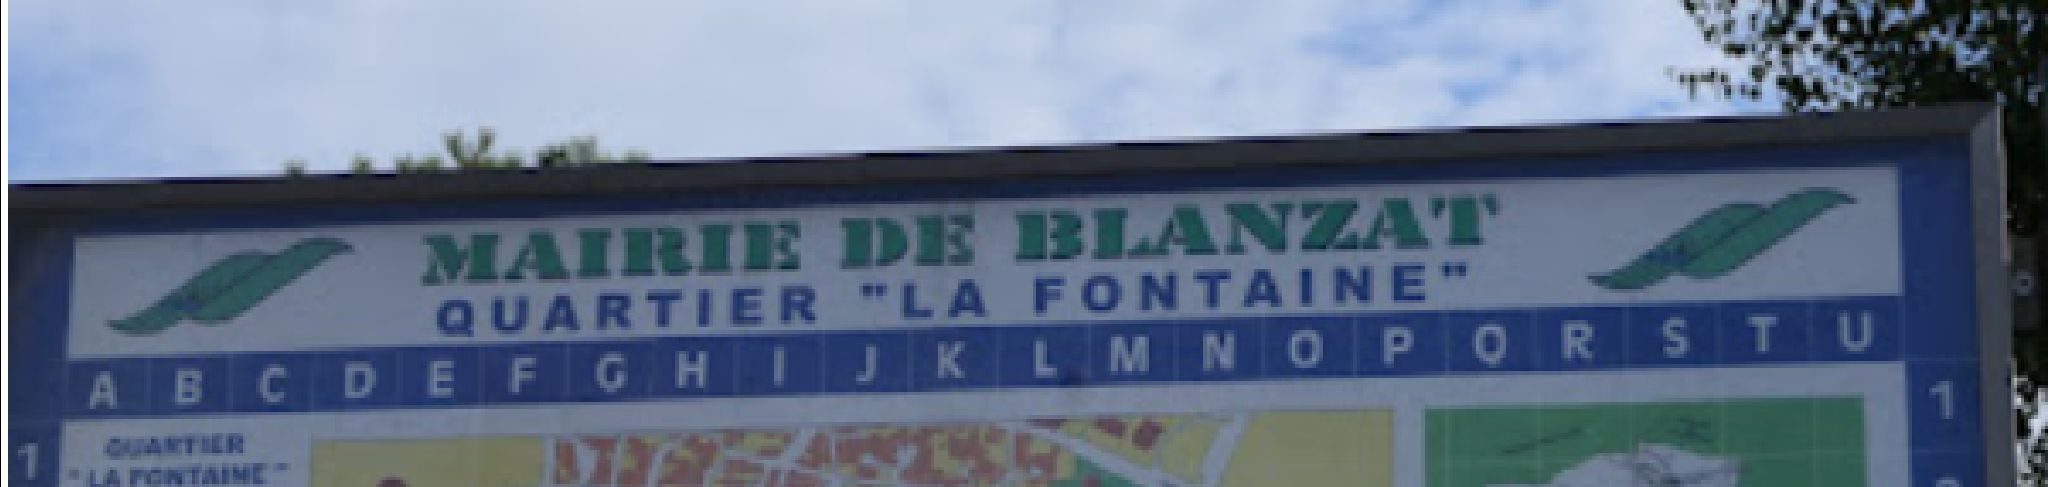 MAIRIE DE BLANZAT
QUARTIER "LA FONTAINE"
A B C D E F G H I J K L M N O P Q R S T U
1
1
QUARTIER
"LA FONTAINE"